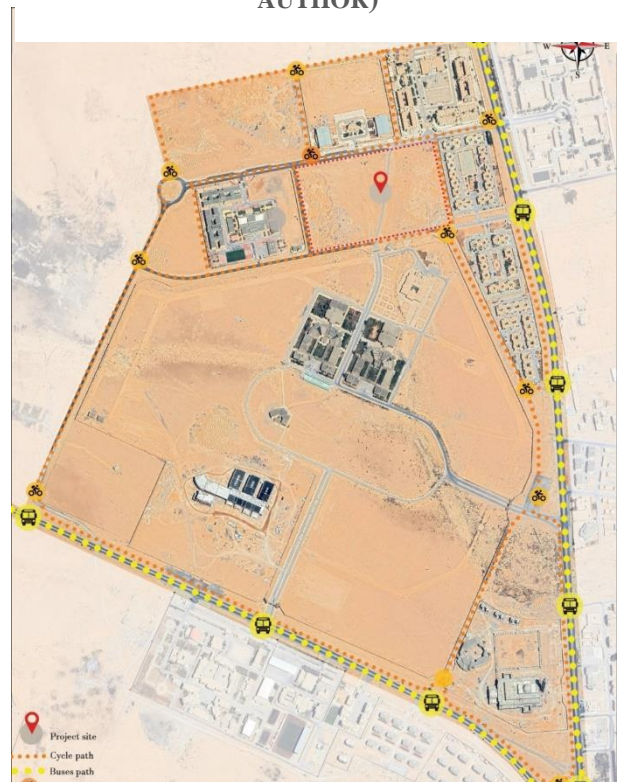 AUTHOR)
W E
S
Project site
Cycle path
Buses path